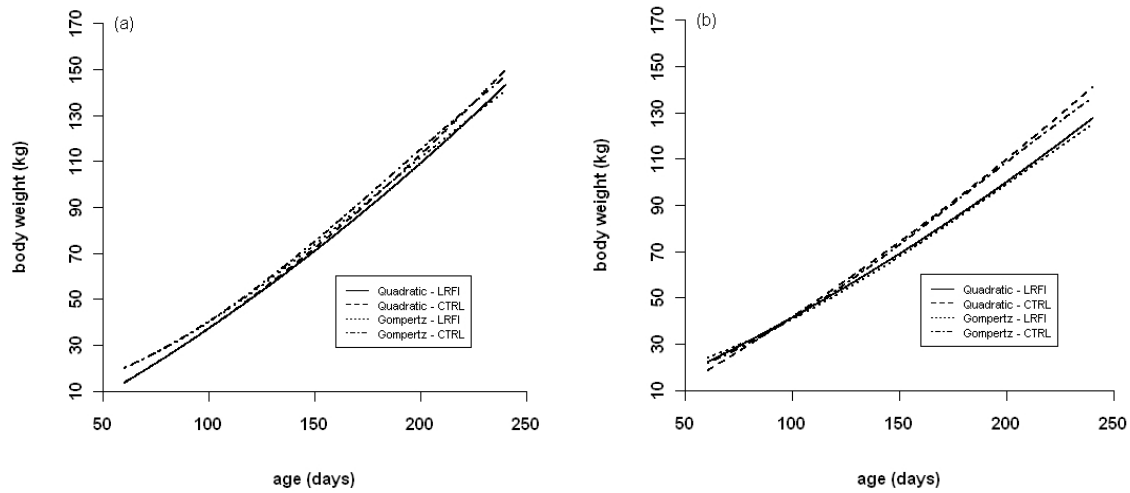 (a)
170
150
130
110
90
70
50
30
10
body weight (kg)
Quadratic - LRFI
Quadratic - CTRL
Gompertz - LRFI
Gompertz - CTRL
50 100 150 200 250
age (days)
(b)
170
150
130
110
90
70
50
30
10
body weight (kg)
Quadratic - LRFI
Quadratic - CTRL
Gompertz - LRFI
Gompertz - CTRL
50 100 150 200 250
age (days)